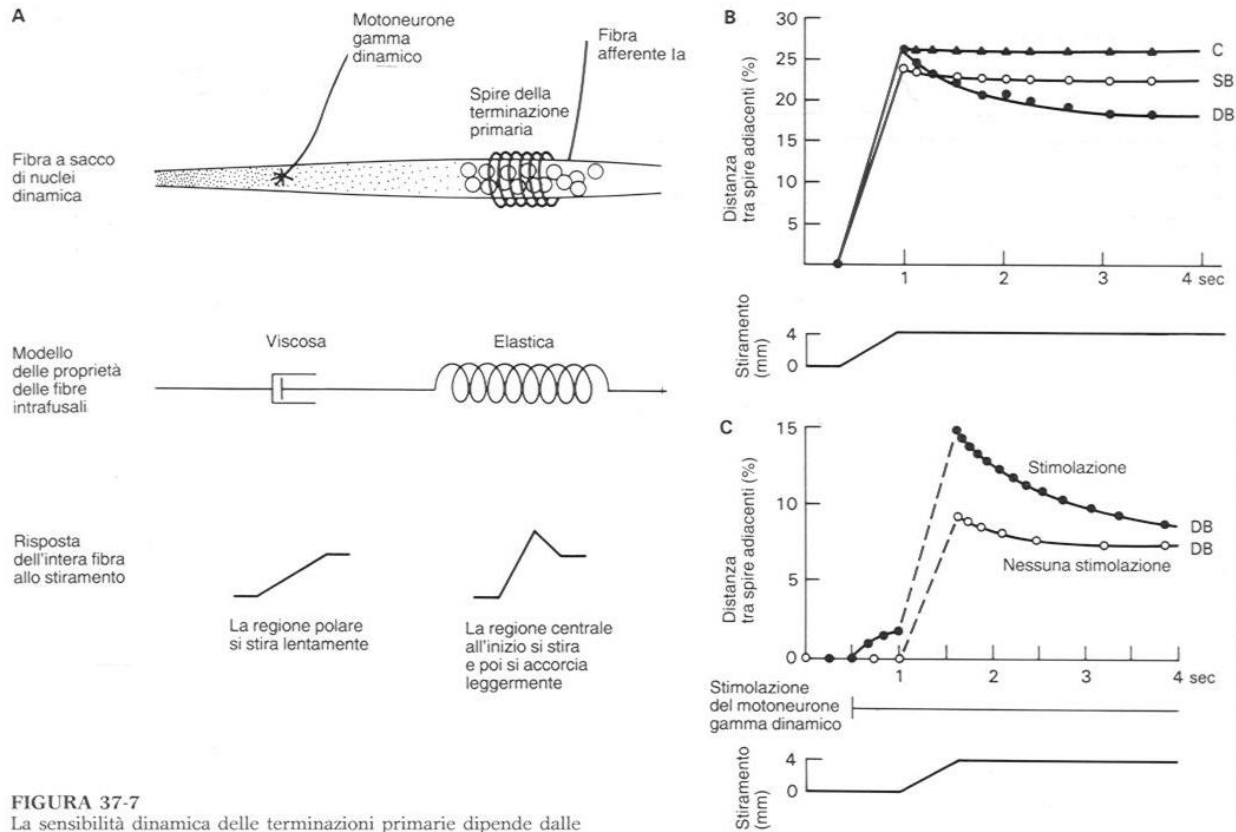 A
Motoneurone
gamma
dinamico
Fibra
afferente Ia
Spire della
terminazione
primaria
Fibra a sacco
di nuclei
dinamica
Modello
delle proprietà
delle fibre
intrafusali
Viscosa
Elastica
Risposta
dell'intera fibra
allo stiramento
La regione polare
si stira lentamente
La regione centrale
all'inizio si stira
e poi si accorcia
leggermente
FIGURA 37-7
La sensibilità dinamica delle terminazioni primarie dipende dalle
B
Distanza
tra spire adiacenti (%)
30
25
20
15
10
5
C
SB
DB
1 2 3 4 sec
Stiramento
(mm)
4
0
C
Distanza
tra spire adiacenti (%)
15
10
5
0
Stimolazione
DB
DB
Nessuna stimolazione
1 2 3 4 sec
Stimolazione
del motoneurone
gamma dinamico
Stiramento
(mm)
4
0